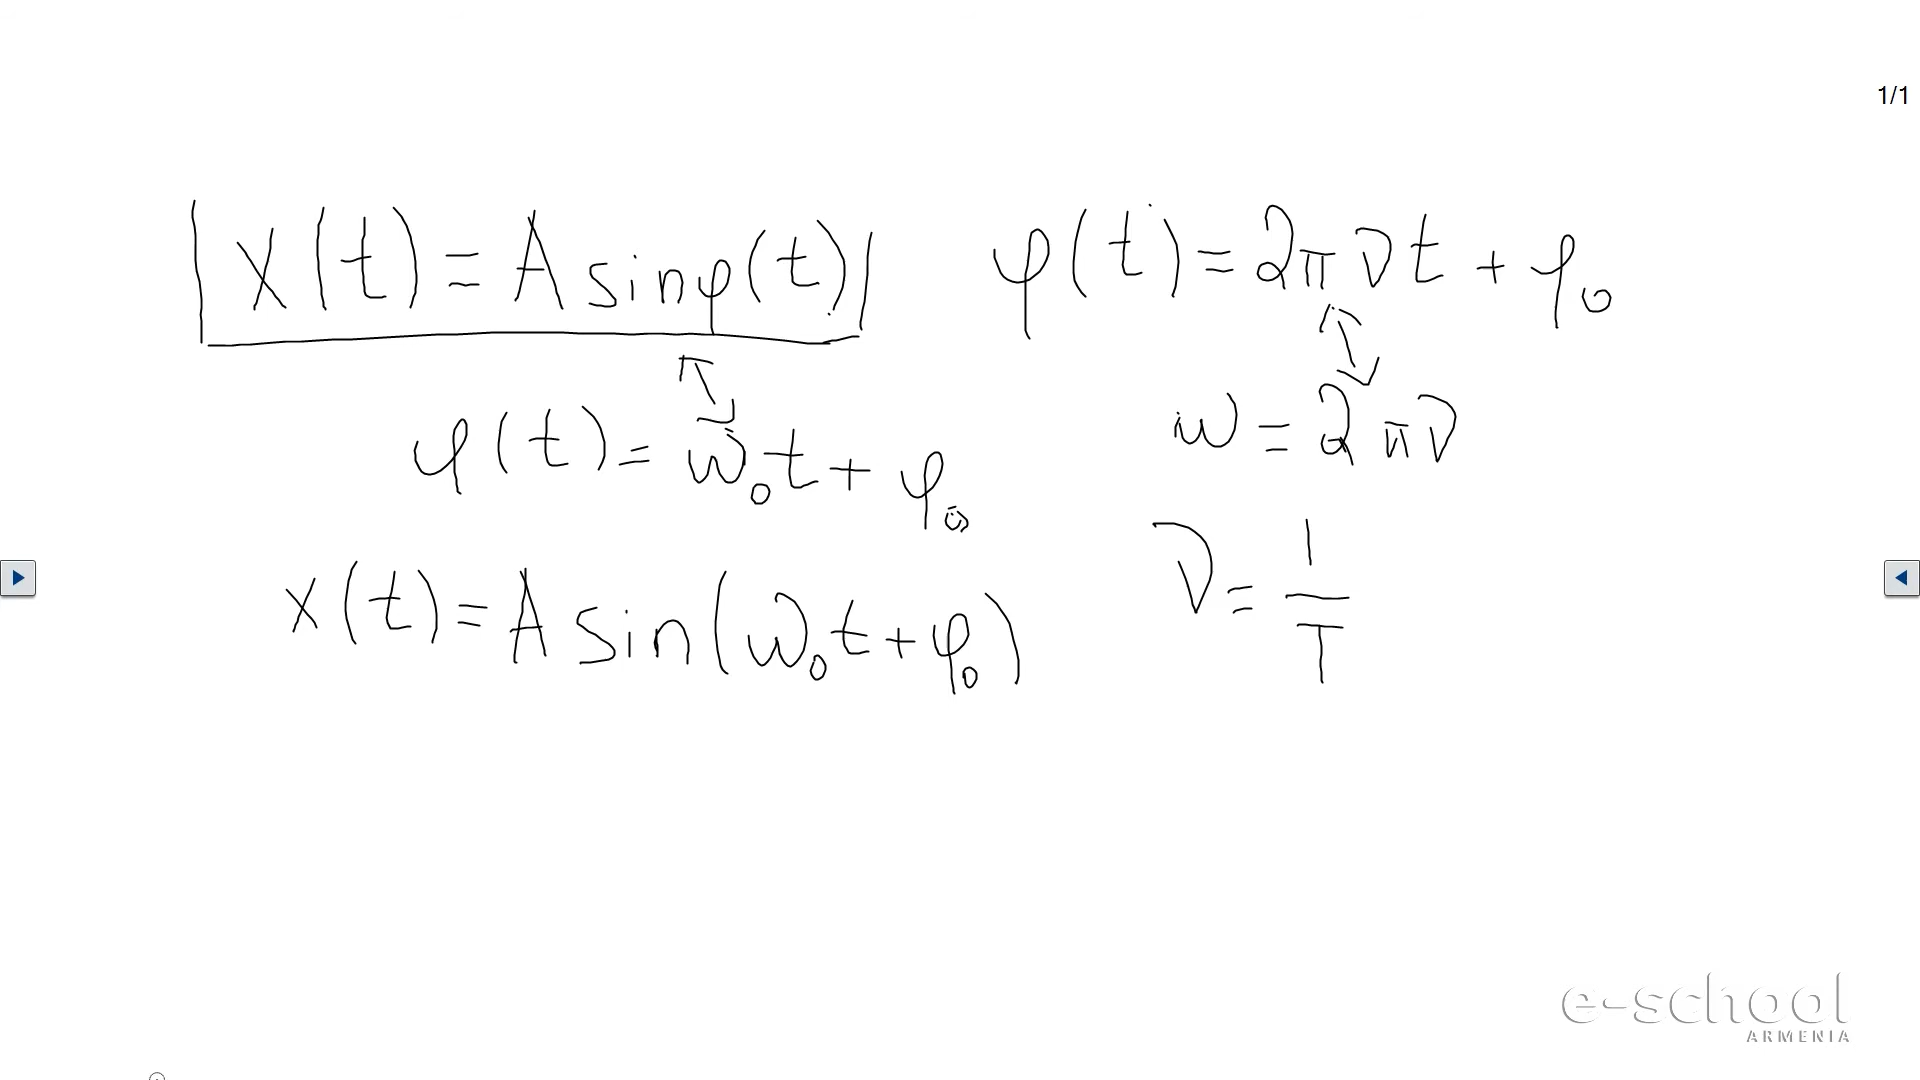 1/1
x(t) = A sinφ(t)
φ(t) = 2πνt + φ₀
φ(t) = ω₀t + φ₀
ω = 2πν
x(t) = A sin(ω₀t + φ₀)
ν = 1/T
e-school
ARMENIA